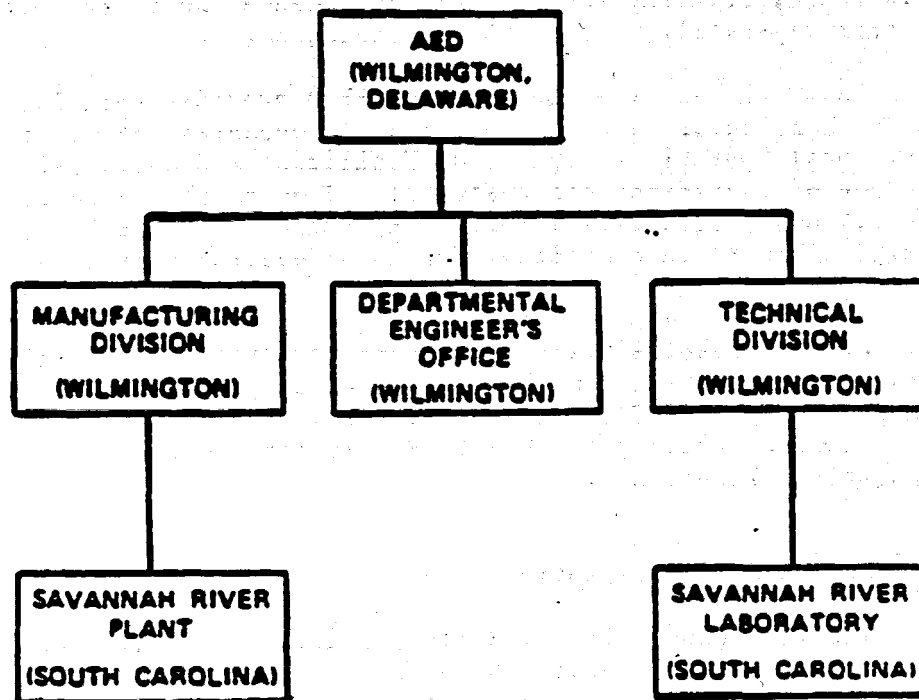 AED
(WILMINGTON,
DELAWARE)
MANUFACTURING
DIVISION
(WILMINGTON)
DEPARTMENTAL
ENGINEER'S
OFFICE
(WILMINGTON)
TECHNICAL
DIVISION
(WILMINGTON)
SAVANNAH RIVER
PLANT
(SOUTH CAROLINA)
SAVANNAH RIVER
LABORATORY
(SOUTH CAROLINA)